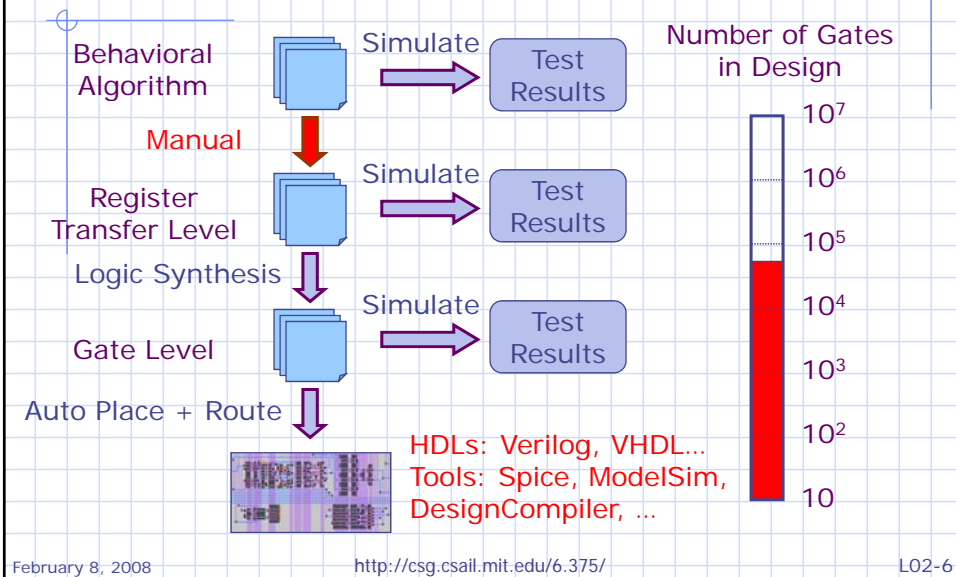 Behavioral
Algorithm
Simulate
Test
Results
Manual
Register
Transfer Level
Simulate
Test
Results
Logic Synthesis
Gate Level
Simulate
Test
Results
Auto Place + Route
HDLs: Verilog, VHDL...
Tools: Spice, ModelSim,
DesignCompiler, ...
Number of Gates
in Design
10⁷
10⁶
10⁵
10⁴
10³
10²
10
February 8, 2008
http://csg.csail.mit.edu/6.375/
L02-6